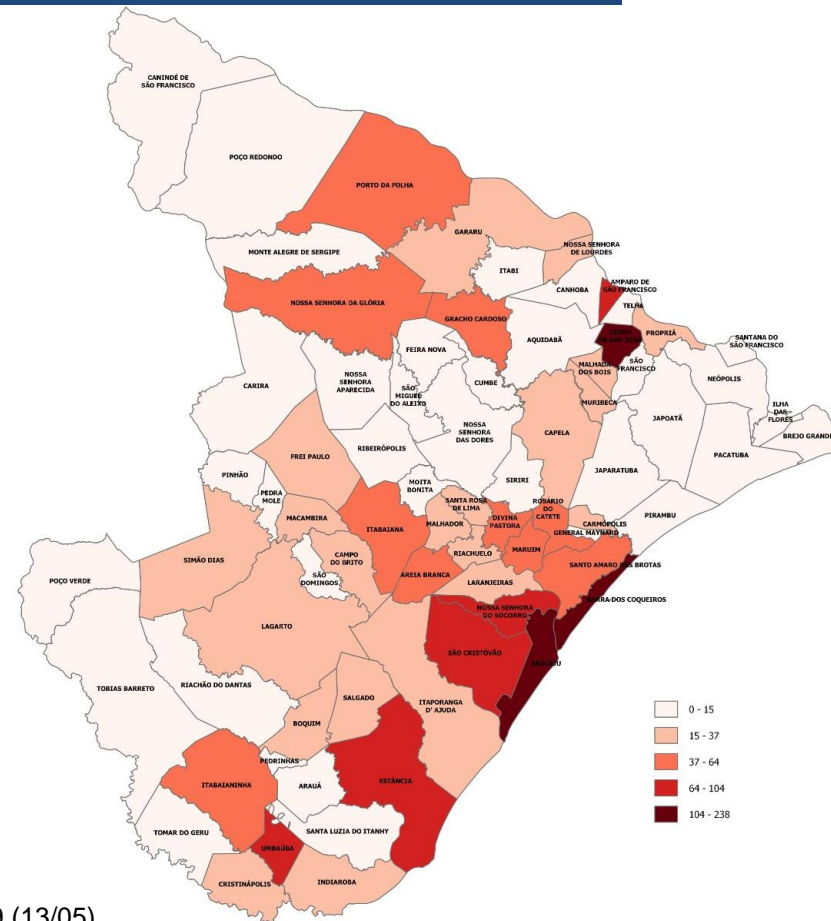 CANINDÉ DE
SÃO FRANCISCO
POÇO REDONDO
PORTO DA FOLHA
GARARU
NOSSA SENHORA
DE LOURDES
MONTE ALEGRE DE SERGIPE
ITABI
CANHOBA
AMPARO DE
SÃO FRANCISCO
TELHA
NOSSA SENHORA DA GLÓRIA
GRACHO CARDOSO
AQUIDABÃ
PROPRIÁ
SANTANA DO
SÃO FRANCISCO
FEIRA NOVA
MALHADA
DOS BOIS
SÃO
FRANCISCO
NEÓPOLIS
CARIRA
NOSSA
SENHORA
APARECIDA
SÃO
MIGUEL
DO ALEIXO
CUMBE
MURIBECA
ILHA
DAS
FLORES
JAPOATÃ
BREJO GRANDE
NOSSA
SENHORA
DAS DORES
CAPELA
PACATUBA
RIBEIRÓPOLIS
FREI PAULO
JAPARATUBA
PINHÃO
PEDRA
MOLE
MOITA
BONITA
SIRIRI
SANTA ROSA
DE LIMA
ROSÁRIO
DO
CATETE
PIRAMBU
MACAMBIRA
ITABAIANA
MALHADOR
DIVINA
PASTORA
CARMÓPOLIS
GENERAL MAYNARD
SIMÃO DIAS
CAMPO
DO BRITO
RIACHUELO
MARUIM
SANTO AMARO DAS BROTAS
POÇO VERDE
SÃO
DOMINGOS
AREIA BRANCA
LARANJEIRAS
BARRA DOS COQUEIROS
NOSSA SENHORA
DO SOCORRO
LAGARTO
SÃO CRISTÓVÃO
ARACAJU
TOBIAS BARRETO
RIACHÃO DO DANTAS
SALGADO
ITAPORANGA
D' AJUDA
BOQUIM
PEDRINHAS
ITABAIANINHA
ARAUÁ
ESTÂNCIA
TOMAR DO GERU
SANTA LUZIA DO ITANHY
UMBAÚBA
CRISTINÁPOLIS
INDIAROBA
0 - 15
15 - 37
37 - 64
64 - 104
104 - 238
(13/05)